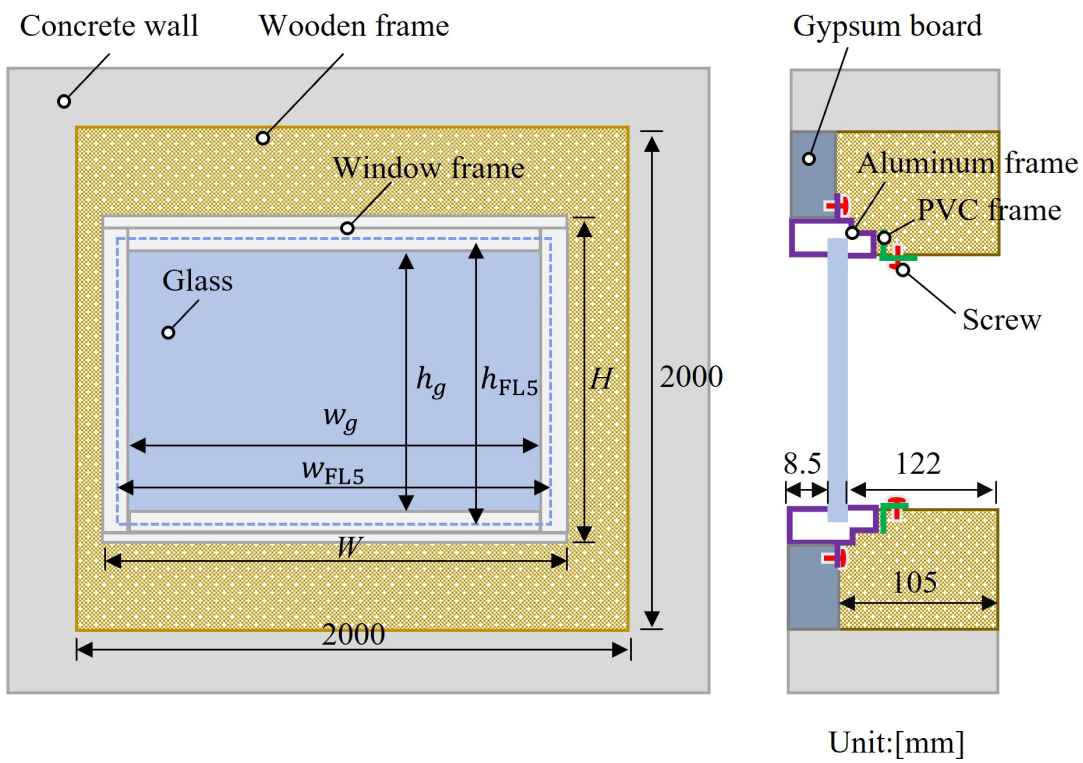 Concrete wall
Wooden frame
Gypsum board
Window frame
Aluminum frame
PVC frame
Glass
Screw
h_g
h_FL5
H
2000
w_g
w_FL5
8.5
122
W
105
2000
Unit:[mm]